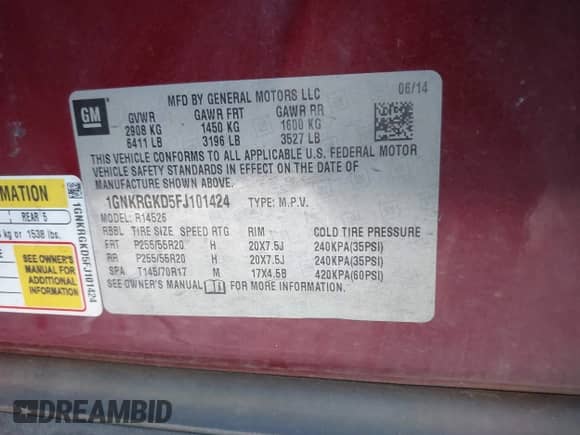 GM
MFD BY GENERAL MOTORS LLC
06/14
GVWR GAWR FRT GAWR RR
2908 KG 1450 KG 1600 KG
6411 LB 3196 LB 3527 LB
THIS VEHICLE CONFORMS TO ALL APPLICABLE U.S. FEDERAL MOTOR
VEHICLE SAFETY STANDARDS IN EFFECT ON THE DATE OF
MANUFACTURE SHOWN ABOVE.
1GNKRGKD5FJ101424 TYPE: M.P.V.
MODEL: R14526
RBBL TIRE SIZE SPEED RTG RIM COLD TIRE PRESSURE
FRT P255/55R20 H 20X7.5J 240KPA(35PSI)
RR P255/55R20 H 20X7.5J 240KPA(35PSI)
SPA T145/70R17 M 17X4.5B 420KPA(60PSI)
SEE OWNER'S MANUAL FOR MORE INFORMATION.
MATION
REAR 5
kg or 1538 lbs.
SEE OWNER'S
MANUAL FOR
ADDITIONAL
INFORMATION
1GNKRGKD5FJ101424
DREAMBID